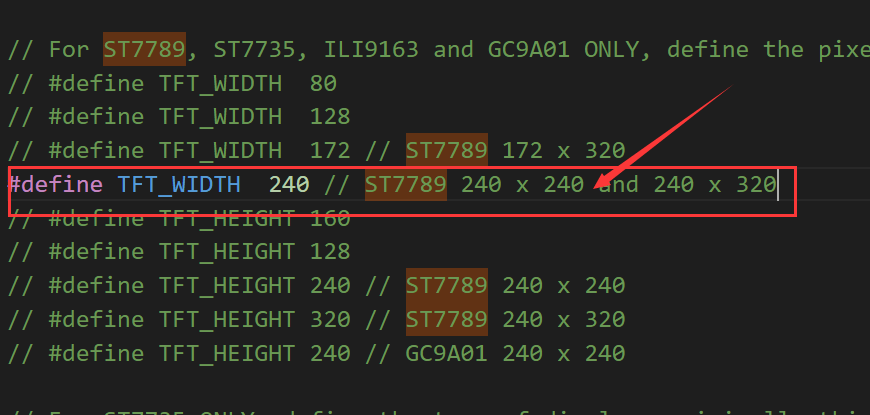 // For ST7789, ST7735, ILI9163 and GC9A01 ONLY, define the pixe
// #define TFT_WIDTH  80
// #define TFT_WIDTH  128
// #define TFT_WIDTH  172 // ST7789 172 x 320
#define TFT_WIDTH  240 // ST7789 240 x 240 and 240 x 320
// #define TFT_HEIGHT 160
// #define TFT_HEIGHT 128
// #define TFT_HEIGHT 240 // ST7789 240 x 240
// #define TFT_HEIGHT 320 // ST7789 240 x 320
// #define TFT_HEIGHT 240 // GC9A01 240 x 240